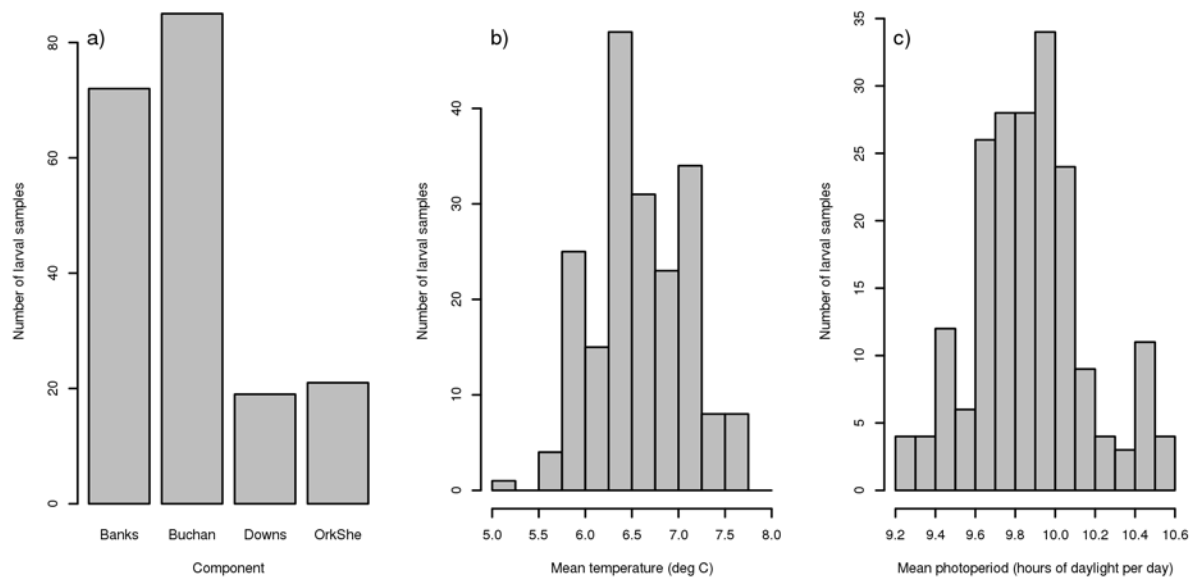 a)
Number of larval samples
80
60
40
20
0
Banks Buchan Downs OrkShe
Component
b)
Number of larval samples
40
30
20
10
0
5.0 5.5 6.0 6.5 7.0 7.5 8.0
Mean temperature (deg C)
c)
Number of larval samples
35
30
25
20
15
10
5
0
9.2 9.4 9.6 9.8 10.0 10.2 10.4 10.6
Mean photoperiod (hours of daylight per day)